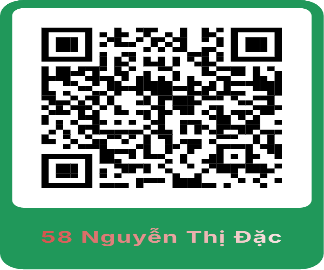 58 Nguyễn Thị Đặc